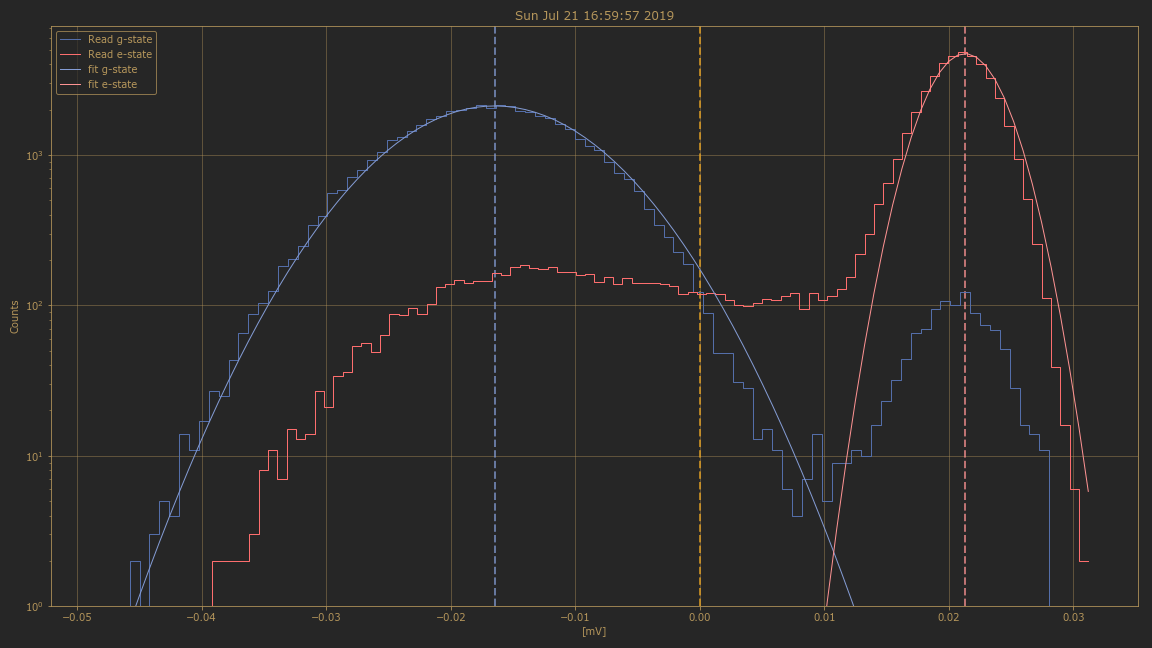 Sun Jul 21 16:59:57 2019
Read g-state
Read e-state
fit g-state
fit e-state
Counts
10³
10²
10¹
10⁰
−0.05 −0.04 −0.03 −0.02 −0.01 0.00 0.01 0.02 0.03
[mV]